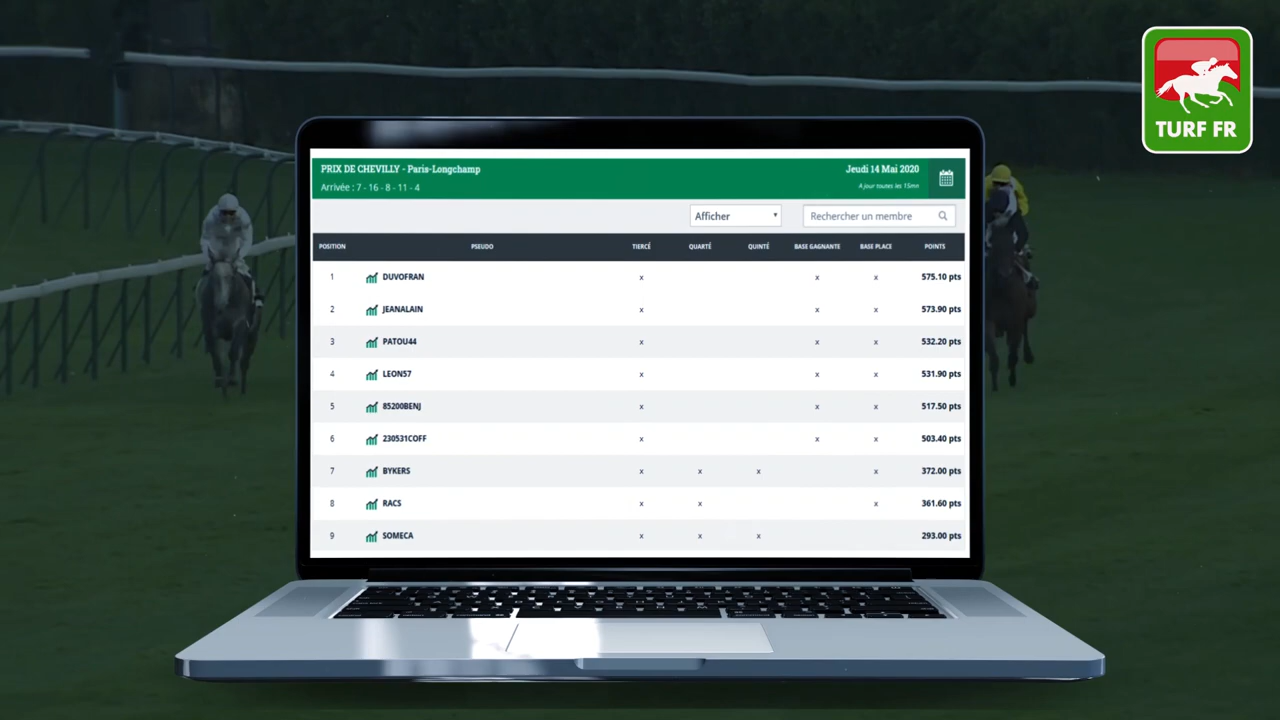 TURF FR
PRIX DE CHEVILLY - Paris-Longchamp
Jeudi 14 Mai 2020
Arrivée : 7 - 16 - 8 - 11 - 4
A jour toutes les 15mn
Afficher
Rechercher un membre
POSITION PSEUDO TIERCÉ QUARTÉ QUINTÉ BASE GAGNANTE BASE PLACE POINTS
1 DUVOFRAN x x x 575.10 pts
2 JEANALAIN x x x 573.90 pts
3 PATOU44 x x x 532.20 pts
4 LEON57 x x x 531.90 pts
5 85200BENJ x x x 517.50 pts
6 230531COFF x x x 503.40 pts
7 BYKERS x x x x 372.00 pts
8 RACS x x x 361.60 pts
9 SOMECA x x x 293.00 pts